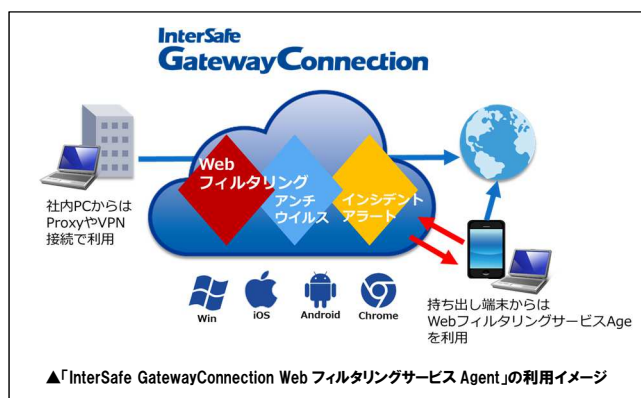 InterSafe
GatewayConnection
Web
フィルタリング
アンチ
ウイルス
インシデント
アラート
社内PCからは
ProxyやVPN
接続で利用
Win
iOS
Android
Chrome
持ち出し端末からは
WebフィルタリングサービスAge
を利用
▲「InterSafe GatewayConnection Web フィルタリングサービス Agent」の利用イメージ